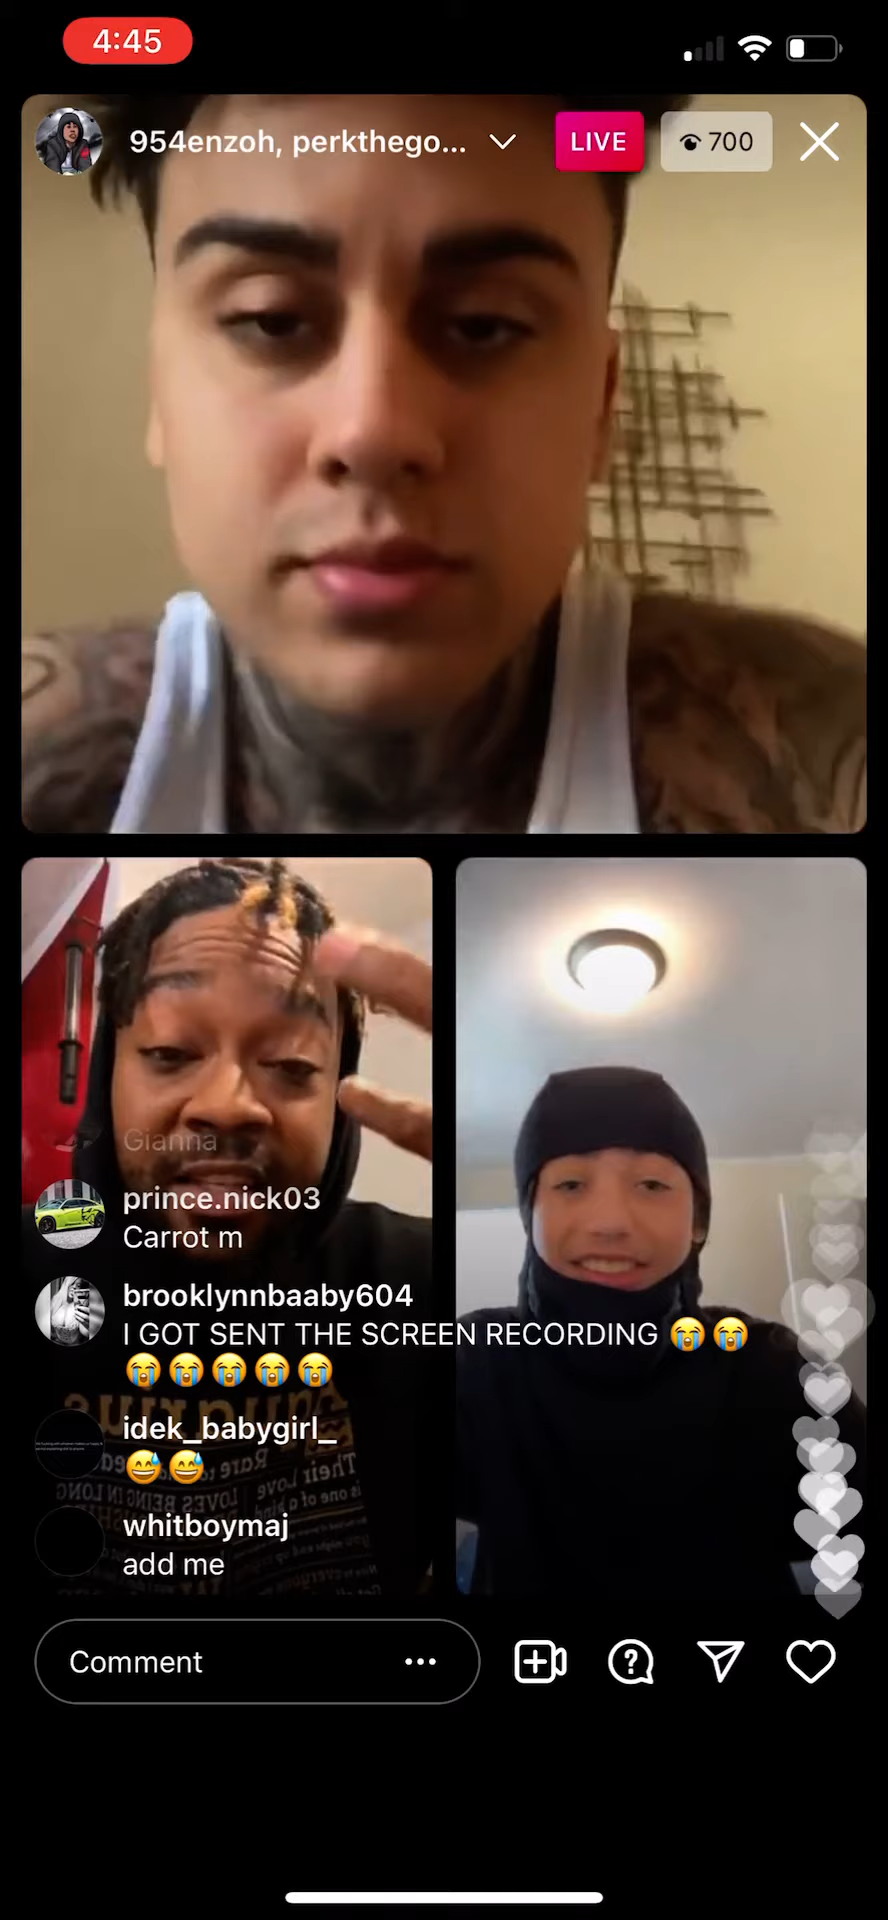 4:45
954enzoh, perkthego...
LIVE
700
Gianna
prince.nick03
Carrot m
brooklynnbaaby604
I GOT SENT THE SCREEN RECORDING 😭😭
😭😭😭😭😭
idek_babygirl_
😅😅
whitboymaj
add me
Comment